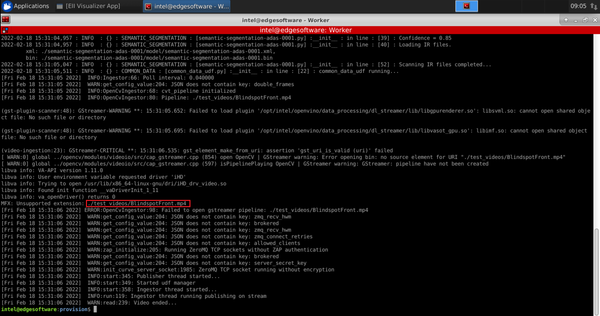 Applications
[EII Visualizer App]
intel@edgesoftware - Wor...
09:05
intel@edgesoftware - Worker
intel@edgesoftware: Worker
2022-02-18 15:31:04,957 : INFO  : {} : SEMANTIC_SEGMENTATION : [semantic-segmentation-adas-0001.py] :__init__ : in line : [39] : Confidence = 0.85
2022-02-18 15:31:04,958 : INFO  : {} : SEMANTIC_SEGMENTATION : [semantic-segmentation-adas-0001.py] :__init__ : in line : [40] : Loading IR files.
xml: ./semantic-segmentation-adas-0001/model/semantic-segmentation-adas-0001.xml,
bin: ./semantic-segmentation-adas-0001/model/semantic-segmentation-adas-0001.bin
2022-02-18 15:31:05,047 : INFO  : {} : SEMANTIC_SEGMENTATION : [semantic-segmentation-adas-0001.py] :__init__ : in line : [52] : Scanning IR files completed...
2022-02-18 15:31:05,511 : INFO  : {} : COMMON_DATA : [common_data_udf.py] :__init__ : in line : [22] : common_data_udf running...
[Fri Feb 18 15:31:05 2022]  INFO:Ingestor:66: Poll interval: 0.040000
[Fri Feb 18 15:31:05 2022]  WARN:get_config_value:204: JSON does not contain key: double_frames
[Fri Feb 18 15:31:05 2022]  INFO:OpenCvIngestor:60: cvt_pipeline initialized
[Fri Feb 18 15:31:05 2022]  INFO:OpenCvIngestor:80: Pipeline: ./test_videos/BlindspotFront.mp4
(gst-plugin-scanner:40): GStreamer-WARNING **: 15:31:05.652: Failed to load plugin '/opt/intel/openvino/data_processing/dl_streamer/lib/libgpurenderer.so': libsvml.so: cannot open shared object file: No such file or directory
(gst-plugin-scanner:40): GStreamer-WARNING **: 15:31:05.695: Failed to load plugin '/opt/intel/openvino/data_processing/dl_streamer/lib/libvasot_gpu.so': libimf.so: cannot open shared object file: No such file or directory
(video-ingestion:23): GStreamer-CRITICAL **: 15:31:06.535: gst_element_make_from_uri: assertion 'gst_uri_is_valid (uri)' failed
[ WARN:0] global ../opencv/modules/videoio/src/cap_gstreamer.cpp (854) open OpenCV | GStreamer warning: Error opening bin: no source element for URI "./test_videos/BlindspotFront.mp4"
[ WARN:0] global ../opencv/modules/videoio/src/cap_gstreamer.cpp (597) isPipelinePlaying OpenCV | GStreamer warning: GStreamer: pipeline have not been created
libva info: VA-API version 1.11.0
libva info: User environment variable requested driver 'iHD'
libva info: Trying to open /usr/lib/x86_64-linux-gnu/dri/iHD_drv_video.so
libva info: Found init function __vaDriverInit_1_11
libva info: va_openDriver() returns 0
MFX: Unsupported extension: ./test_videos/BlindspotFront.mp4
[Fri Feb 18 15:31:06 2022] ERROR:OpenCvIngestor:98: Failed to open gstreamer pipeline: ./test_videos/BlindspotFront.mp4
[Fri Feb 18 15:31:06 2022]  WARN:get_config_value:204: JSON does not contain key: zmq_recv_hwm
[Fri Feb 18 15:31:06 2022]  WARN:get_config_value:204: JSON does not contain key: brokered
[Fri Feb 18 15:31:06 2022]  WARN:get_config_value:204: JSON does not contain key: zmq_recv_hwm
[Fri Feb 18 15:31:06 2022]  WARN:get_config_value:204: JSON does not contain key: zmq_connect_retries
[Fri Feb 18 15:31:06 2022]  WARN:get_config_value:204: JSON does not contain key: allowed_clients
[Fri Feb 18 15:31:06 2022]  WARN:zap_initialize:205: Running ZeroMQ TCP sockets without ZAP authentication
[Fri Feb 18 15:31:06 2022]  WARN:get_config_value:204: JSON does not contain key: brokered
[Fri Feb 18 15:31:06 2022]  WARN:get_config_value:204: JSON does not contain key: server_secret_key
[Fri Feb 18 15:31:06 2022]  WARN:init_curve_server_socket:1905: ZeroMQ TCP socket running without encryption
[Fri Feb 18 15:31:06 2022]  INFO:start:345: Publisher thread started...
[Fri Feb 18 15:31:06 2022]  INFO:start:349: Started udf manager
[Fri Feb 18 15:31:06 2022]  INFO:start:358: Ingestor thread started...
[Fri Feb 18 15:31:06 2022]  INFO:run:119: Ingestor thread running publishing on stream
[Fri Feb 18 15:31:06 2022]  WARN:read:239: Video ended...
intel@edgesoftware:provision$